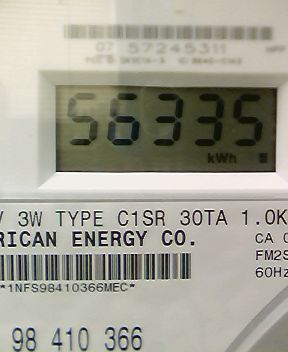 07 57245311
56335
kWh
V 3W TYPE C1SR 30TA 1.0K
RICAN ENERGY CO.
CA 0
FM2S
60Hz
*1NFS98410366MEC*
98 410 366